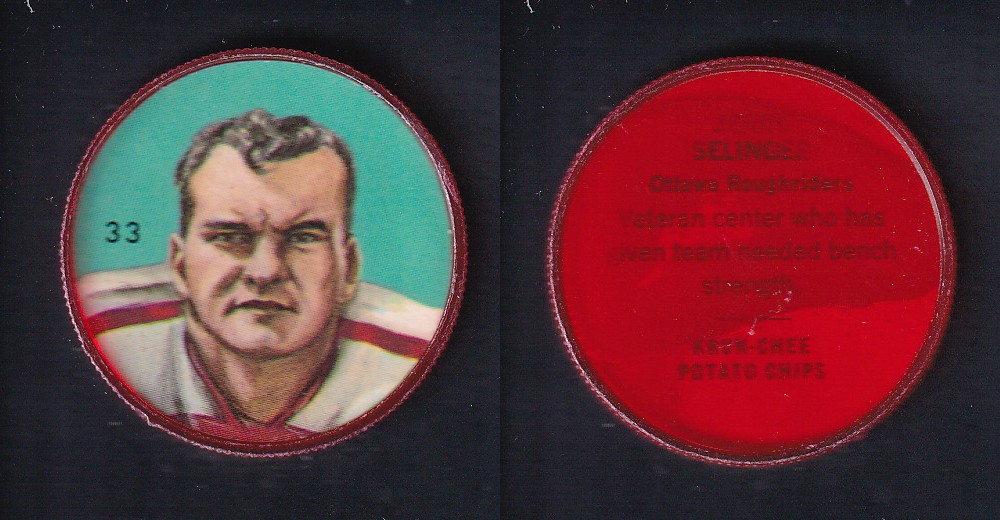 33
SELINGER
Ottawa Roughriders
Veteran center who has
given team needed bench
strength.
KRUN-CHEE
POTATO CHIPS